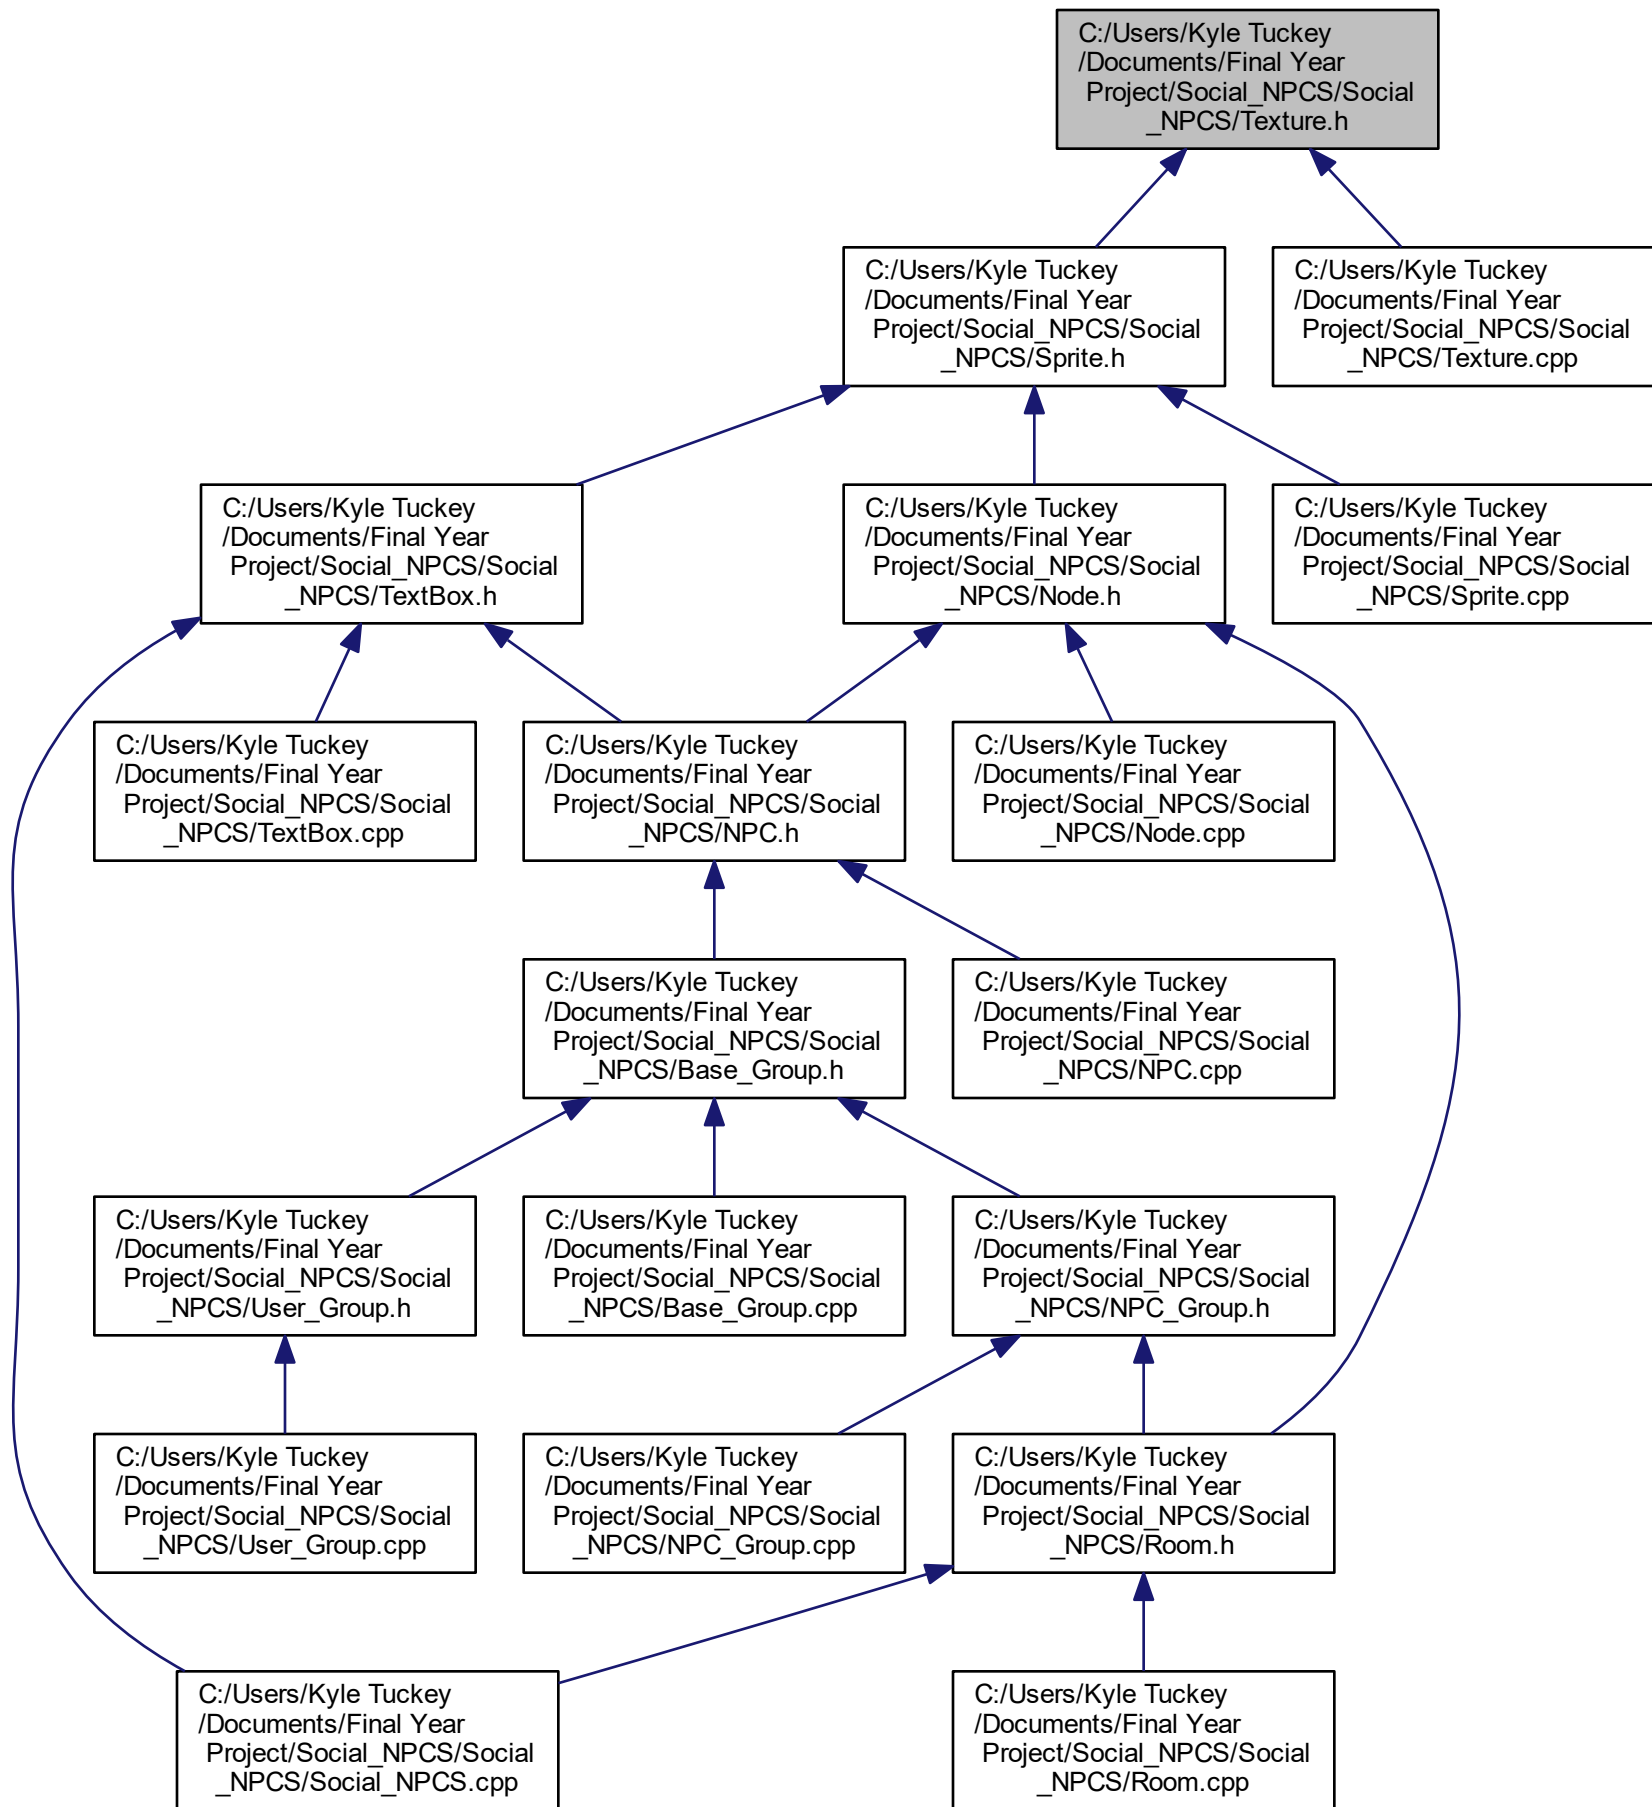 C:/Users/Kyle Tuckey
/Documents/Final Year
Project/Social_NPCS/Social
_NPCS/Texture.h
C:/Users/Kyle Tuckey
/Documents/Final Year
Project/Social_NPCS/Social
_NPCS/Sprite.h
C:/Users/Kyle Tuckey
/Documents/Final Year
Project/Social_NPCS/Social
_NPCS/Texture.cpp
C:/Users/Kyle Tuckey
/Documents/Final Year
Project/Social_NPCS/Social
_NPCS/TextBox.h
C:/Users/Kyle Tuckey
/Documents/Final Year
Project/Social_NPCS/Social
_NPCS/Node.h
C:/Users/Kyle Tuckey
/Documents/Final Year
Project/Social_NPCS/Social
_NPCS/Sprite.cpp
C:/Users/Kyle Tuckey
/Documents/Final Year
Project/Social_NPCS/Social
_NPCS/TextBox.cpp
C:/Users/Kyle Tuckey
/Documents/Final Year
Project/Social_NPCS/Social
_NPCS/NPC.h
C:/Users/Kyle Tuckey
/Documents/Final Year
Project/Social_NPCS/Social
_NPCS/Node.cpp
C:/Users/Kyle Tuckey
/Documents/Final Year
Project/Social_NPCS/Social
_NPCS/Base_Group.h
C:/Users/Kyle Tuckey
/Documents/Final Year
Project/Social_NPCS/Social
_NPCS/NPC.cpp
C:/Users/Kyle Tuckey
/Documents/Final Year
Project/Social_NPCS/Social
_NPCS/User_Group.h
C:/Users/Kyle Tuckey
/Documents/Final Year
Project/Social_NPCS/Social
_NPCS/Base_Group.cpp
C:/Users/Kyle Tuckey
/Documents/Final Year
Project/Social_NPCS/Social
_NPCS/NPC_Group.h
C:/Users/Kyle Tuckey
/Documents/Final Year
Project/Social_NPCS/Social
_NPCS/User_Group.cpp
C:/Users/Kyle Tuckey
/Documents/Final Year
Project/Social_NPCS/Social
_NPCS/NPC_Group.cpp
C:/Users/Kyle Tuckey
/Documents/Final Year
Project/Social_NPCS/Social
_NPCS/Room.h
C:/Users/Kyle Tuckey
/Documents/Final Year
Project/Social_NPCS/Social
_NPCS/Social_NPCS.cpp
C:/Users/Kyle Tuckey
/Documents/Final Year
Project/Social_NPCS/Social
_NPCS/Room.cpp